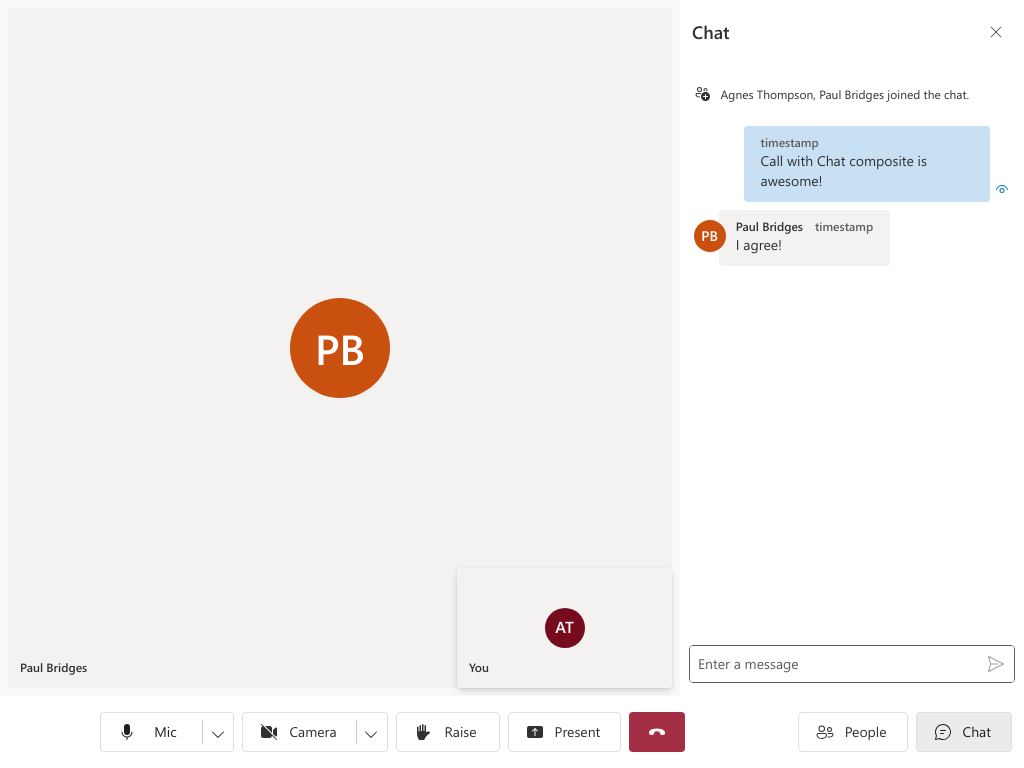 Chat
Agnes Thompson, Paul Bridges joined the chat.
timestamp
Call with Chat composite is
awesome!
PB
Paul Bridges timestamp
I agree!
PB
AT
Paul Bridges
You
Enter a message
Mic
Camera
Raise
Present
People
Chat